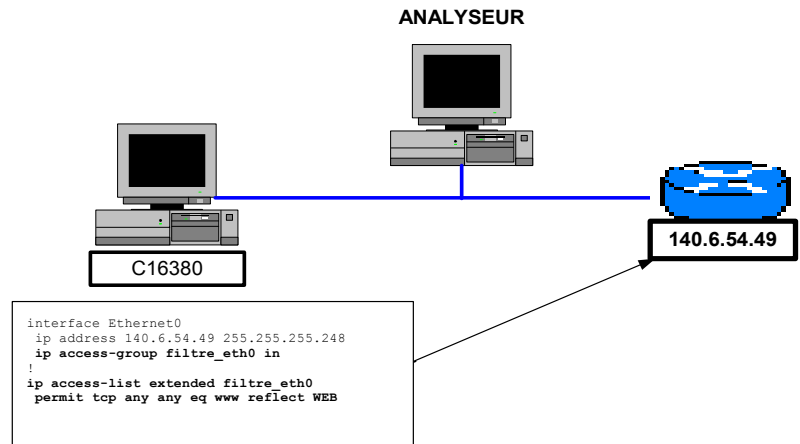 ANALYSEUR
140.6.54.49
C16380
interface Ethernet0
ip address 140.6.54.49 255.255.255.248
ip access-group filtre_eth0 in
!
ip access-list extended filtre_eth0
permit tcp any any eq www reflect WEB